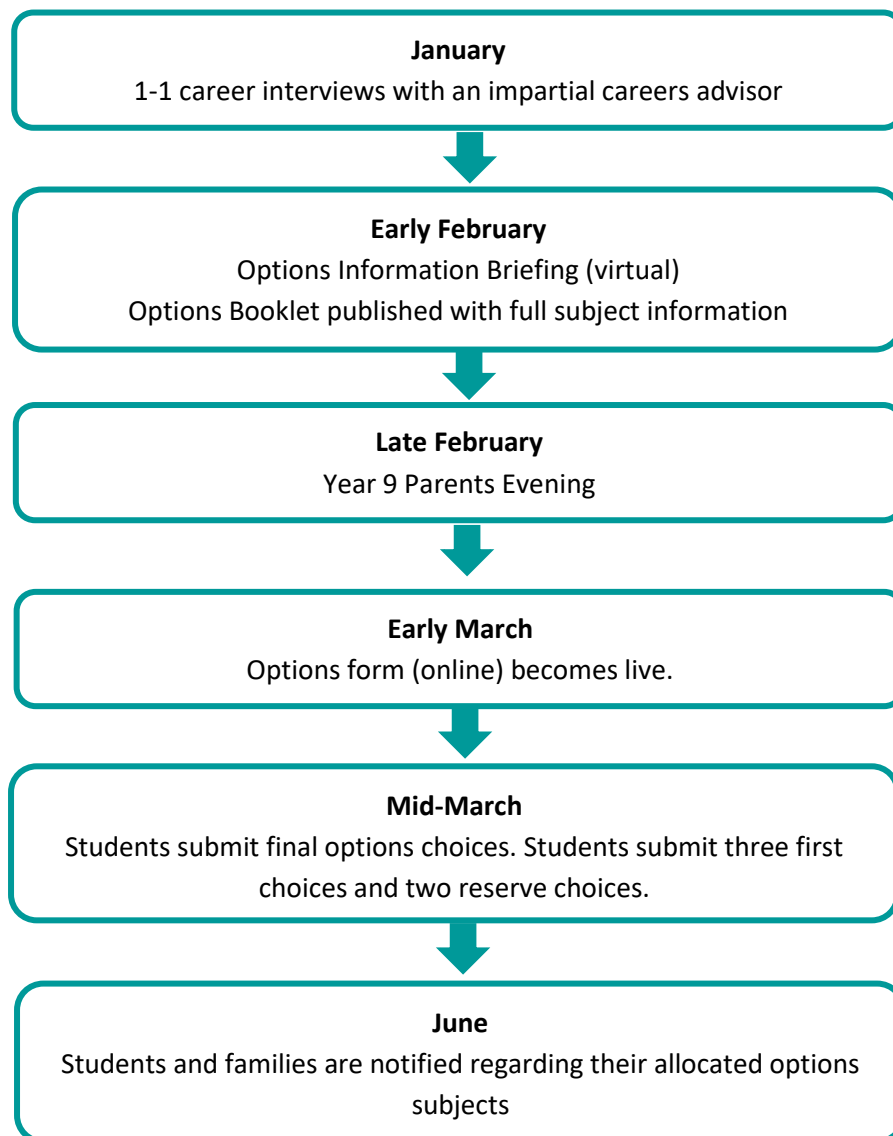 January
1-1 career interviews with an impartial careers advisor
Early February
Options Information Briefing (virtual)
Options Booklet published with full subject information
Late February
Year 9 Parents Evening
Early March
Options form (online) becomes live.
Mid-March
Students submit final options choices. Students submit three first
choices and two reserve choices.
June
Students and families are notified regarding their allocated options
subjects